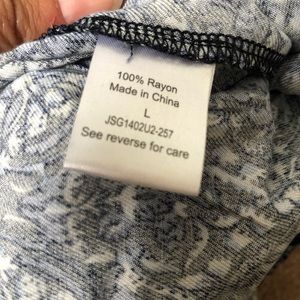 100% Rayon
Made in China
L
JSG1402U2-257
See reverse for care